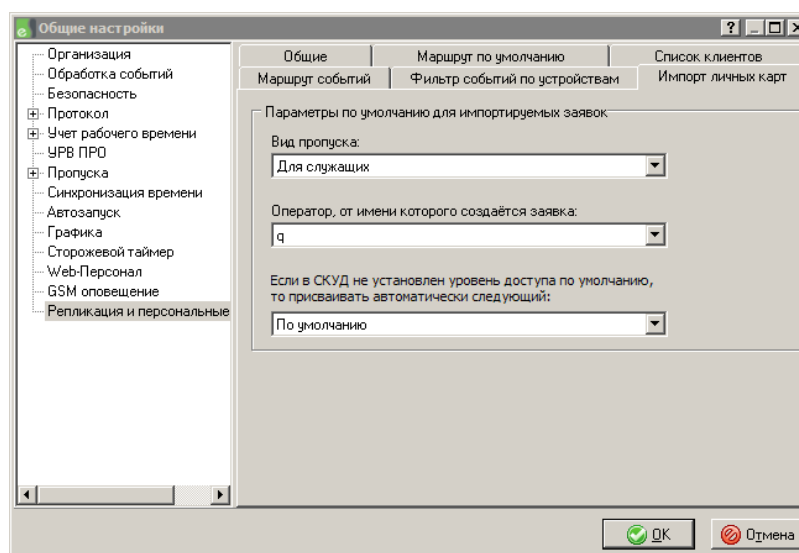 Общие настройки
Организация
Обработка событий
Безопасность
Протокол
Учет рабочего времени
УРВ ПРО
Пропуска
Синхронизация времени
Автозапуск
Графика
Сторожевой таймер
Web-Персонал
GSM оповещение
Репликация и персональные
Общие
Маршрут по умолчанию
Список клиентов
Маршрут событий
Фильтр событий по устройствам
Импорт личных карт
Параметры по умолчанию для импортируемых заявок
Вид пропуска:
Для служащих
Оператор, от имени которого создаётся заявка:
q
Если в СКУД не установлен уровень доступа по умолчанию,
то присваивать автоматически следующий:
По умолчанию
OK
Отмена